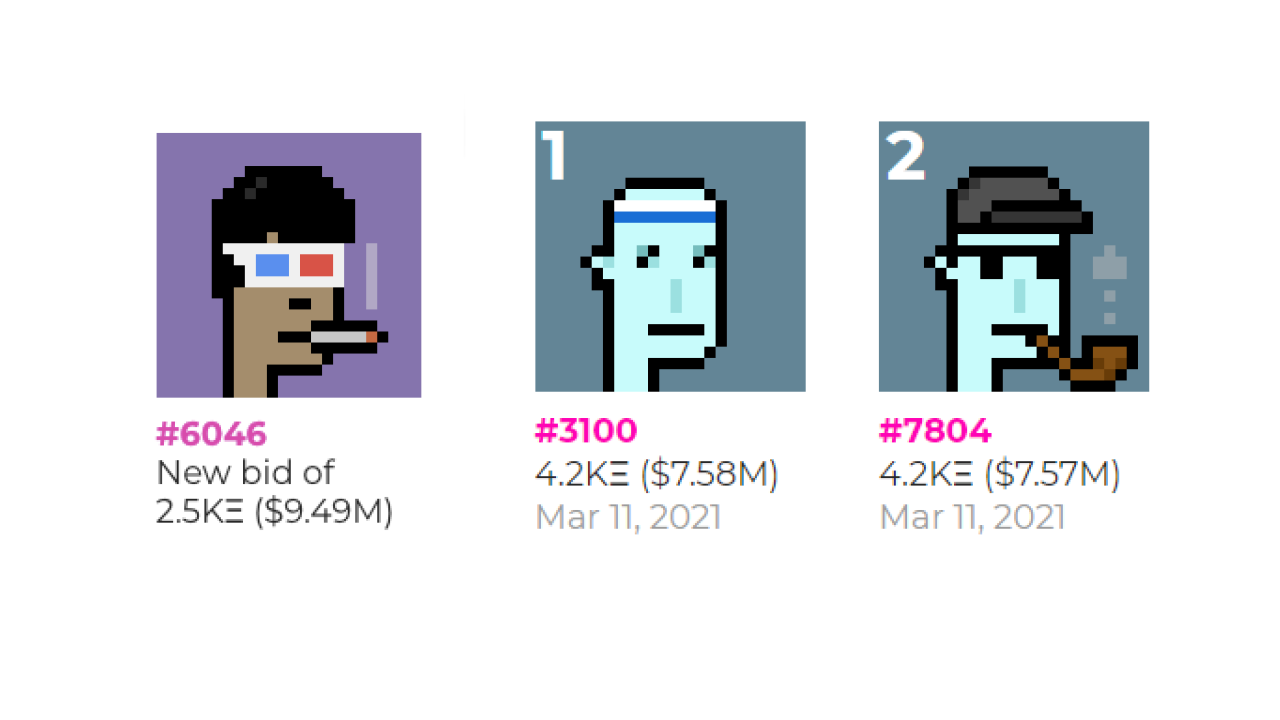 #6046
New bid of
2.5KΞ ($9.49M)
1
#3100
4.2KΞ ($7.58M)
Mar 11, 2021
2
#7804
4.2KΞ ($7.57M)
Mar 11, 2021